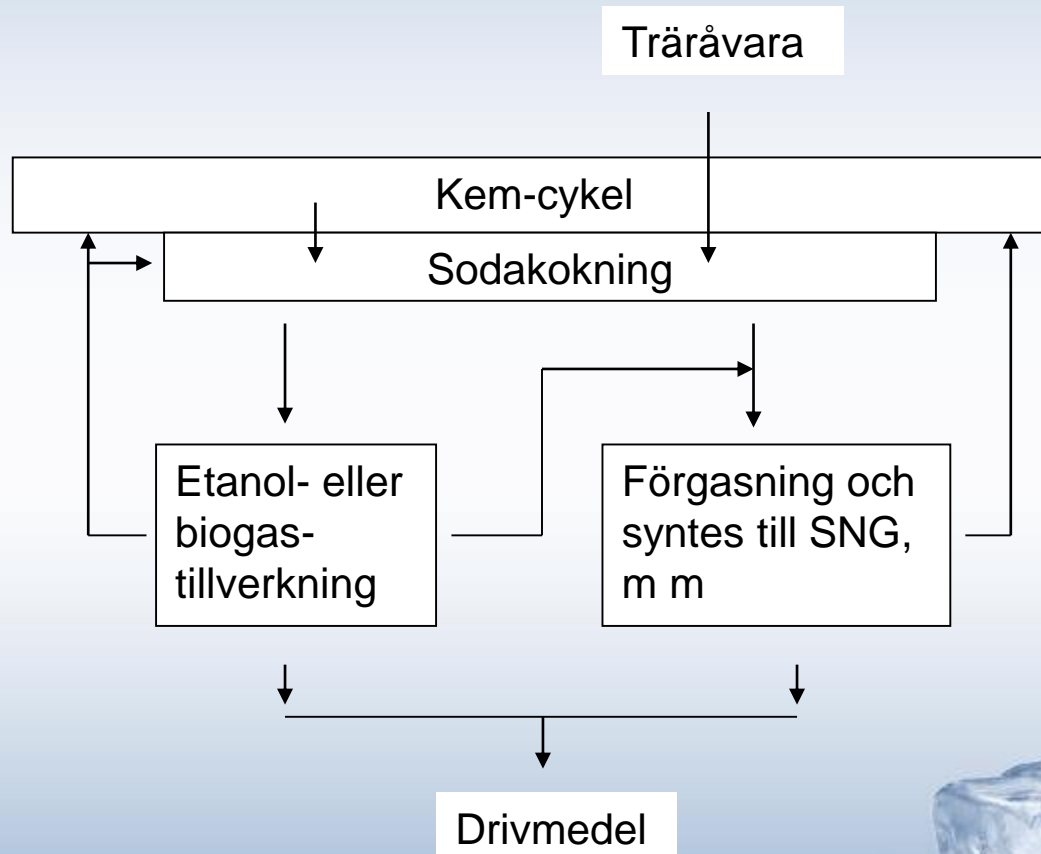 Träråvara
Kem-cykel
Sodakokning
Etanol- eller
biogas-
tillverkning
Förgasning och
syntes till SNG,
m m
Drivmedel